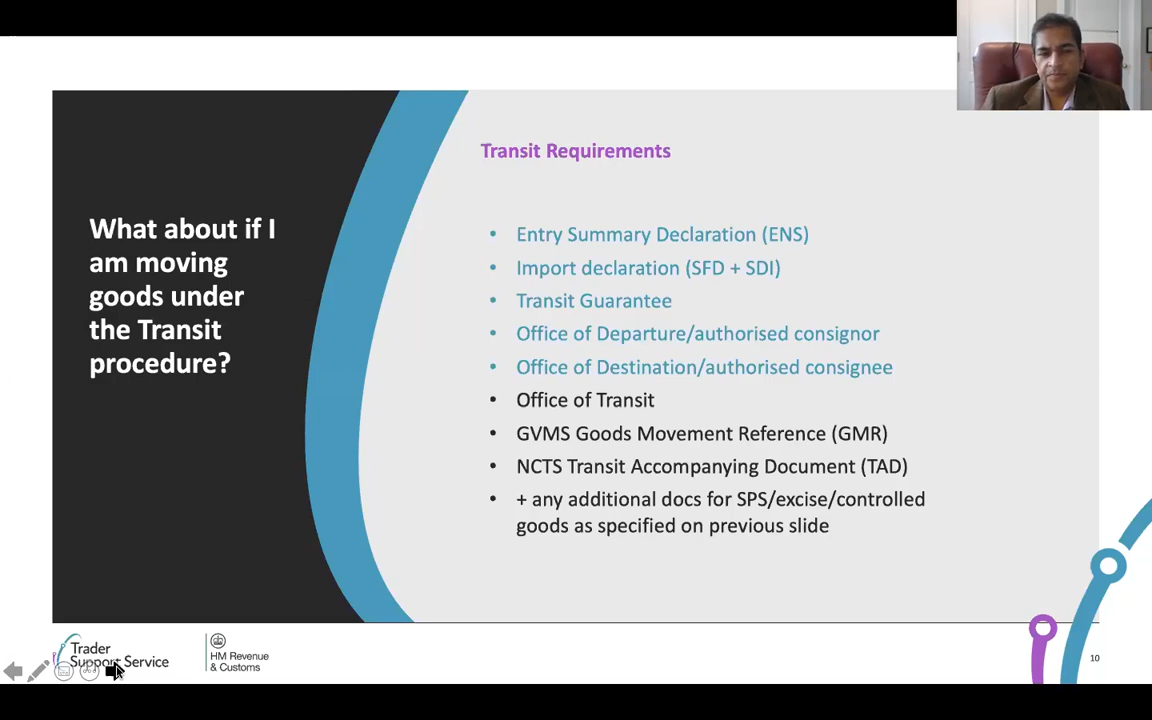 What about if I
am moving
goods under
the Transit
procedure?
Transit Requirements
• Entry Summary Declaration (ENS)
• Import declaration (SFD + SDI)
• Transit Guarantee
• Office of Departure/authorised consignor
• Office of Destination/authorised consignee
• Office of Transit
• GVMS Goods Movement Reference (GMR)
• NCTS Transit Accompanying Document (TAD)
• + any additional docs for SPS/excise/controlled
goods as specified on previous slide
Trader
Support Service
HM Revenue
& Customs
10